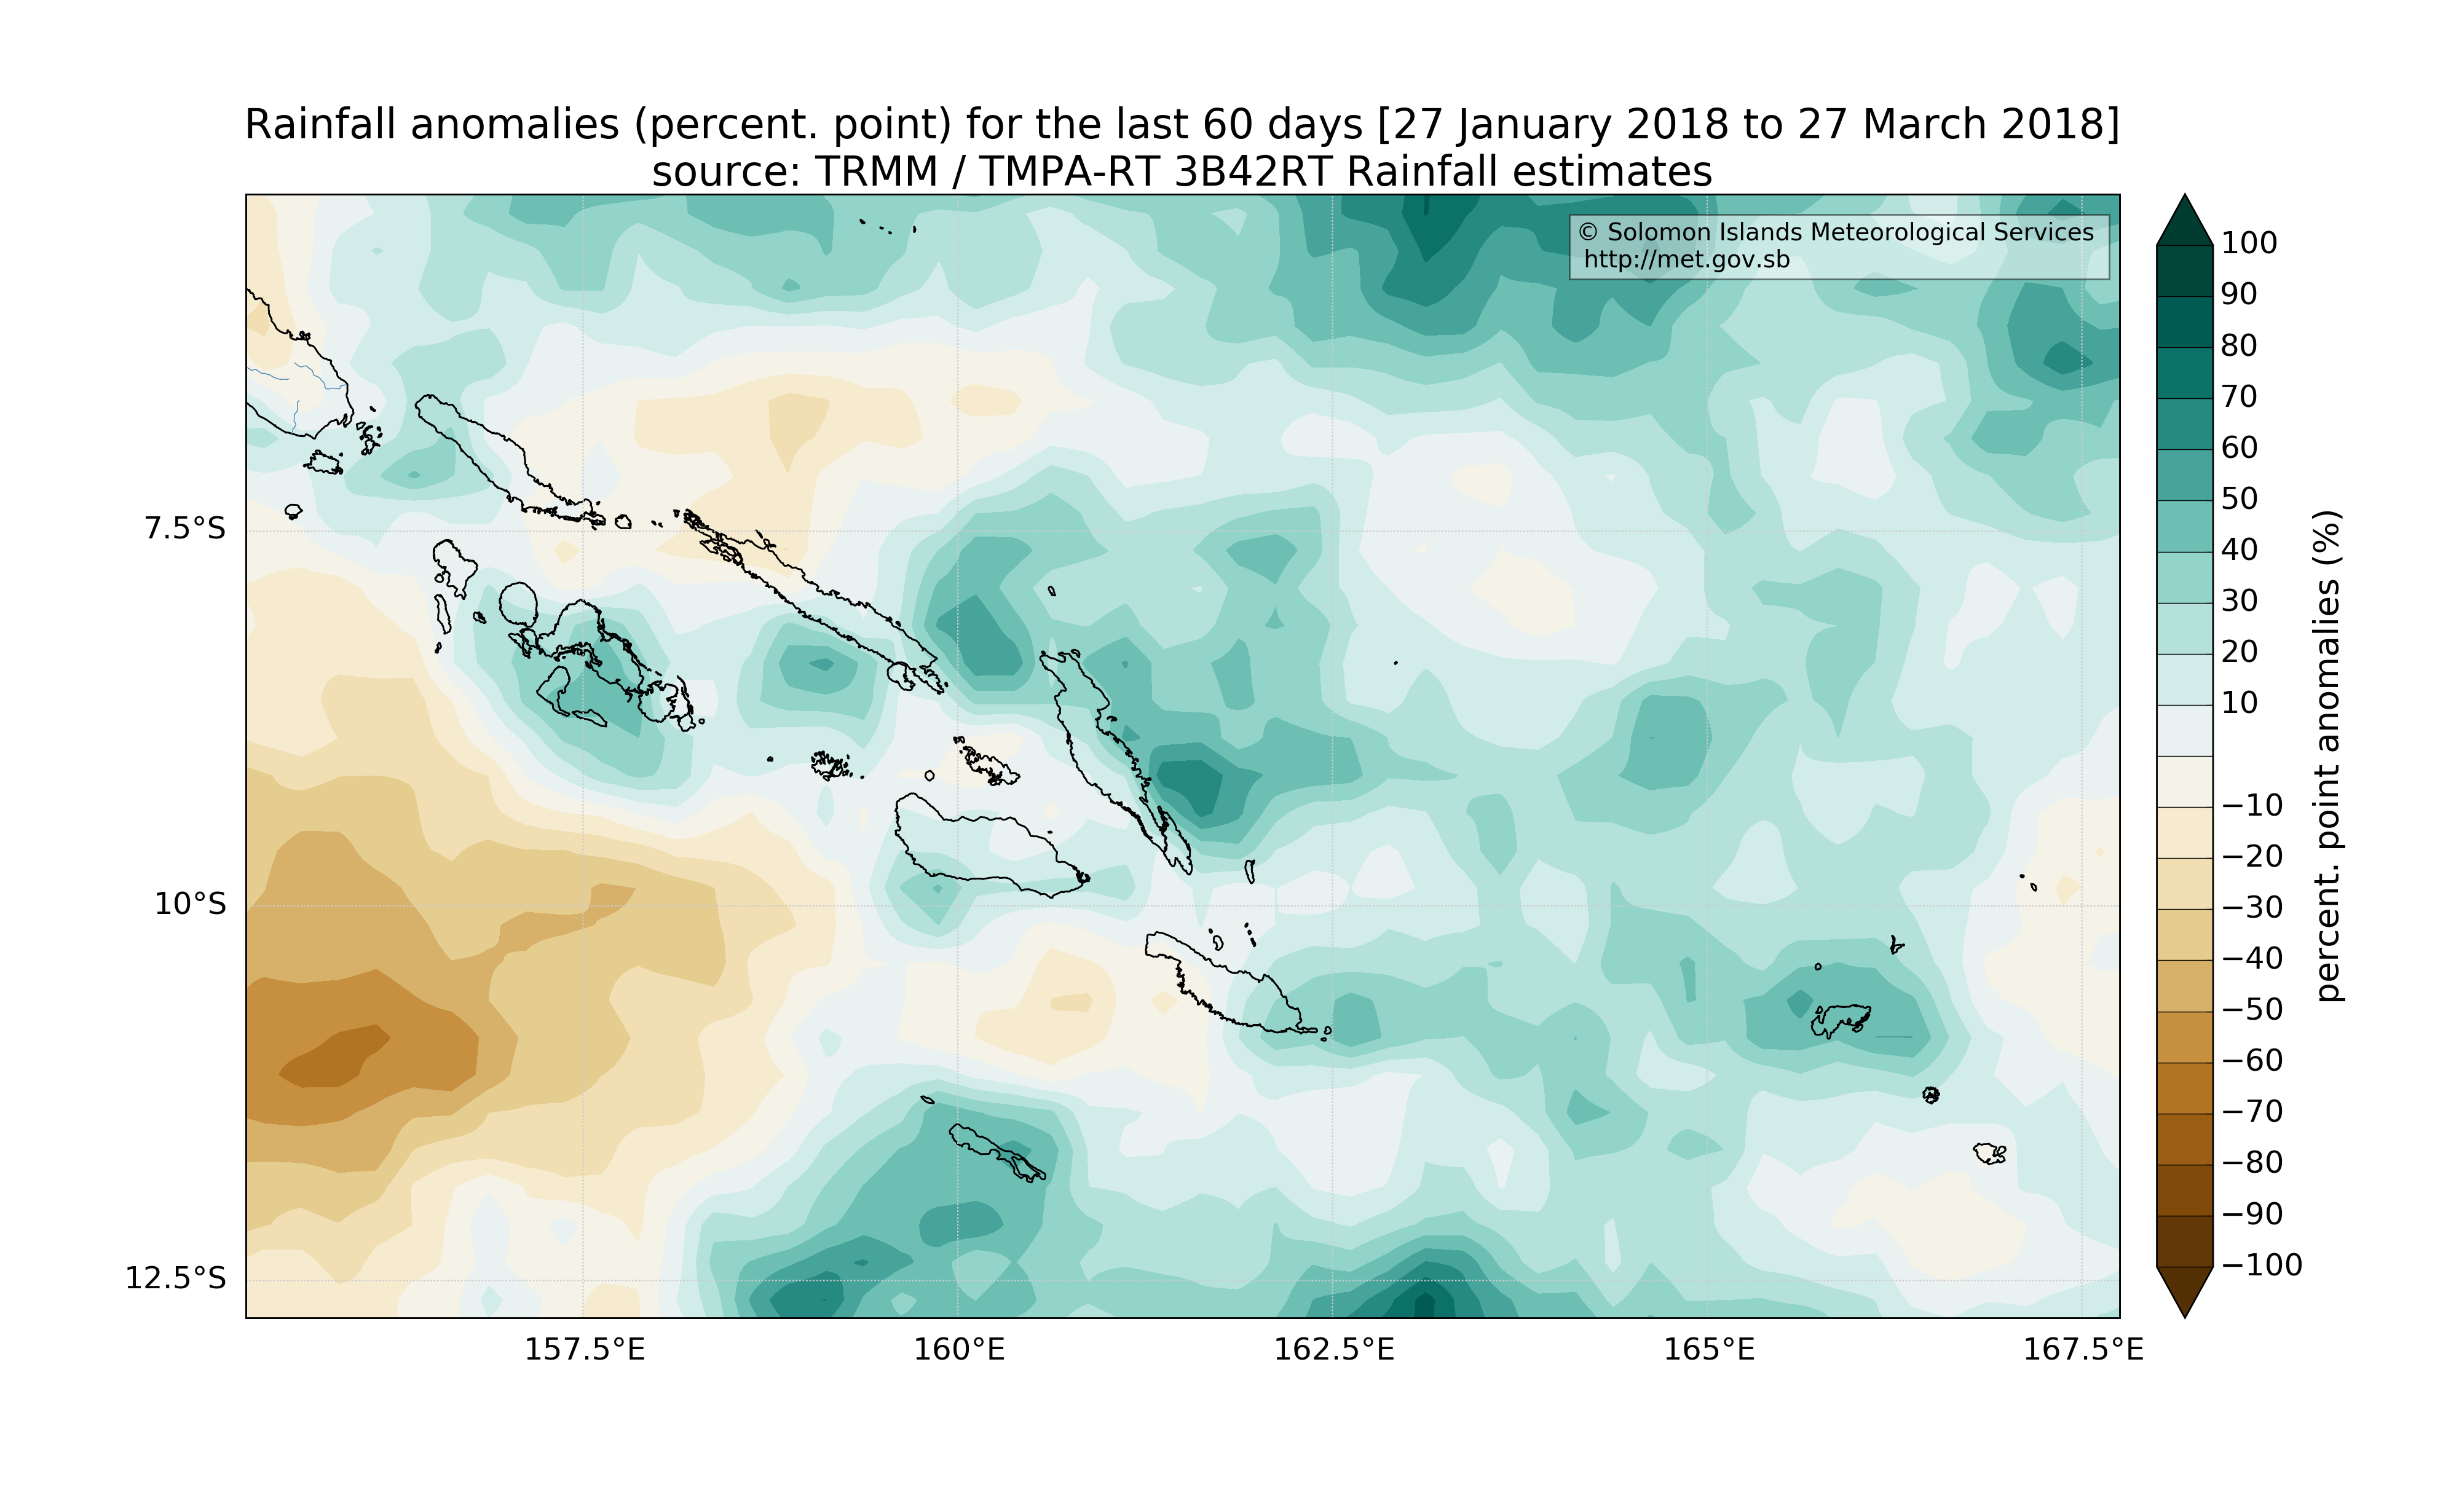 Rainfall anomalies (percent. point) for the last 60 days [27 January 2018 to 27 March 2018]
source: TRMM / TMPA-RT 3B42RT Rainfall estimates
© Solomon Islands Meteorological Services
http://met.gov.sb
7.5°S
10°S
12.5°S
157.5°E
160°E
162.5°E
165°E
167.5°E
100
90
80
70
60
50
40
30
20
10
−10
−20
−30
−40
−50
−60
−70
−80
−90
−100
percent. point anomalies (%)